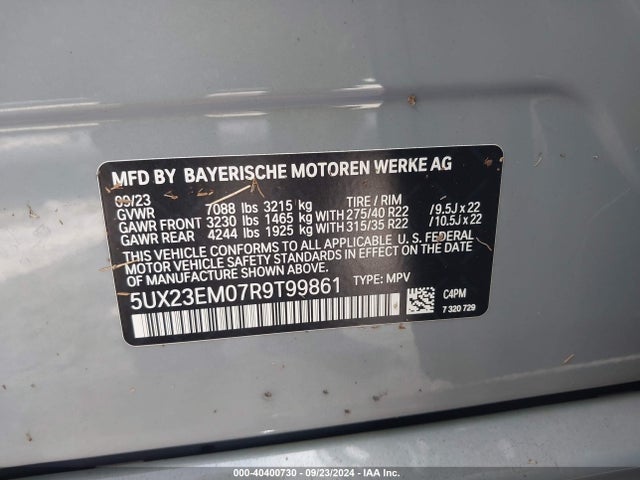 MFD BY BAYERISCHE MOTOREN WERKE AG
09/23
GVWR 7088 lbs 3215 kg TIRE / RIM
GAWR FRONT 3230 lbs 1465 kg WITH 275/40 R22 /9.5J x 22
GAWR REAR 4244 lbs 1925 kg WITH 315/35 R22 /10.5J x 22
THIS VEHICLE CONFORMS TO ALL APPLICABLE U. S. FEDERAL
MOTOR VEHICLE SAFETY STANDARDS IN EFFECT ON THE
DATE OF MANUFACTURE SHOWN ABOVE.
5UX23EM07R9T99861 TYPE: MPV
C4PM
7 320 729
000-40400730 - 09/23/2024 - IAA Inc.